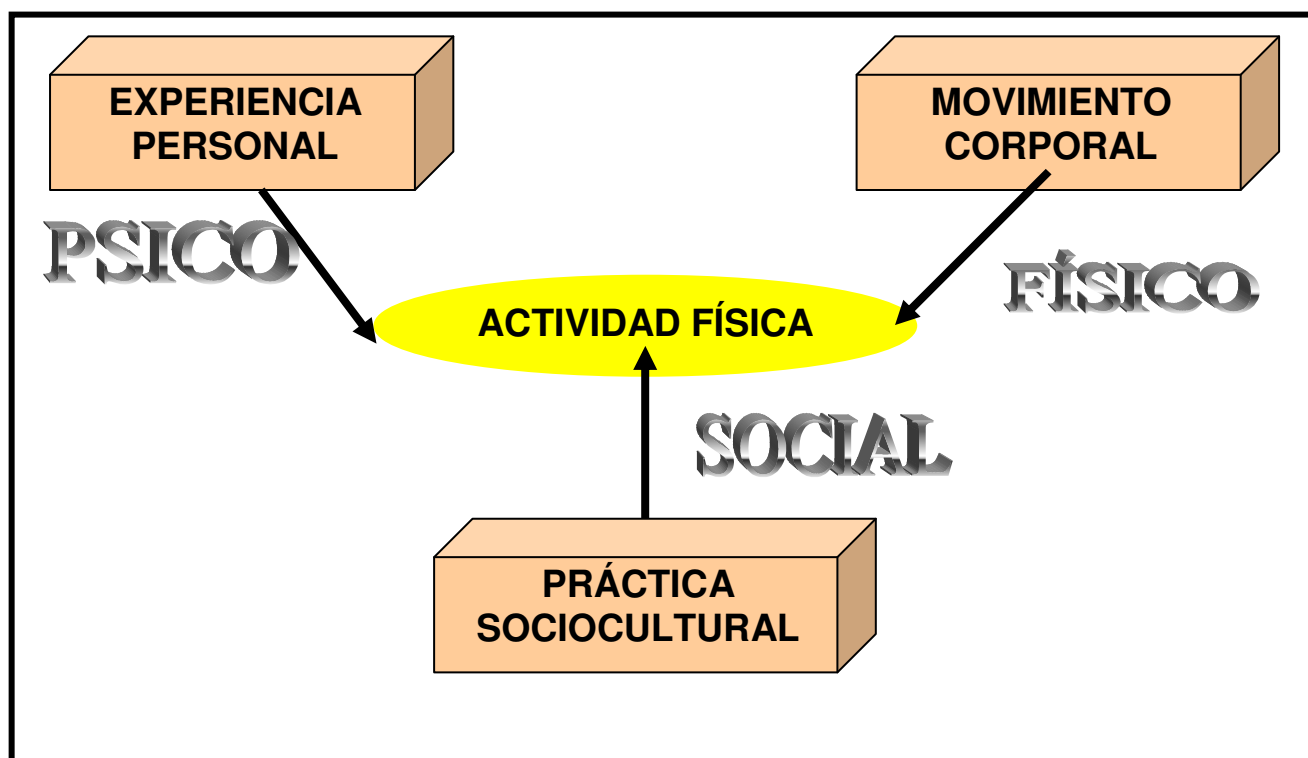 EXPERIENCIA
PERSONAL
MOVIMIENTO
CORPORAL
PSICO
FÍSICO
ACTIVIDAD FÍSICA
SOCIAL
PRÁCTICA
SOCIOCULTURAL